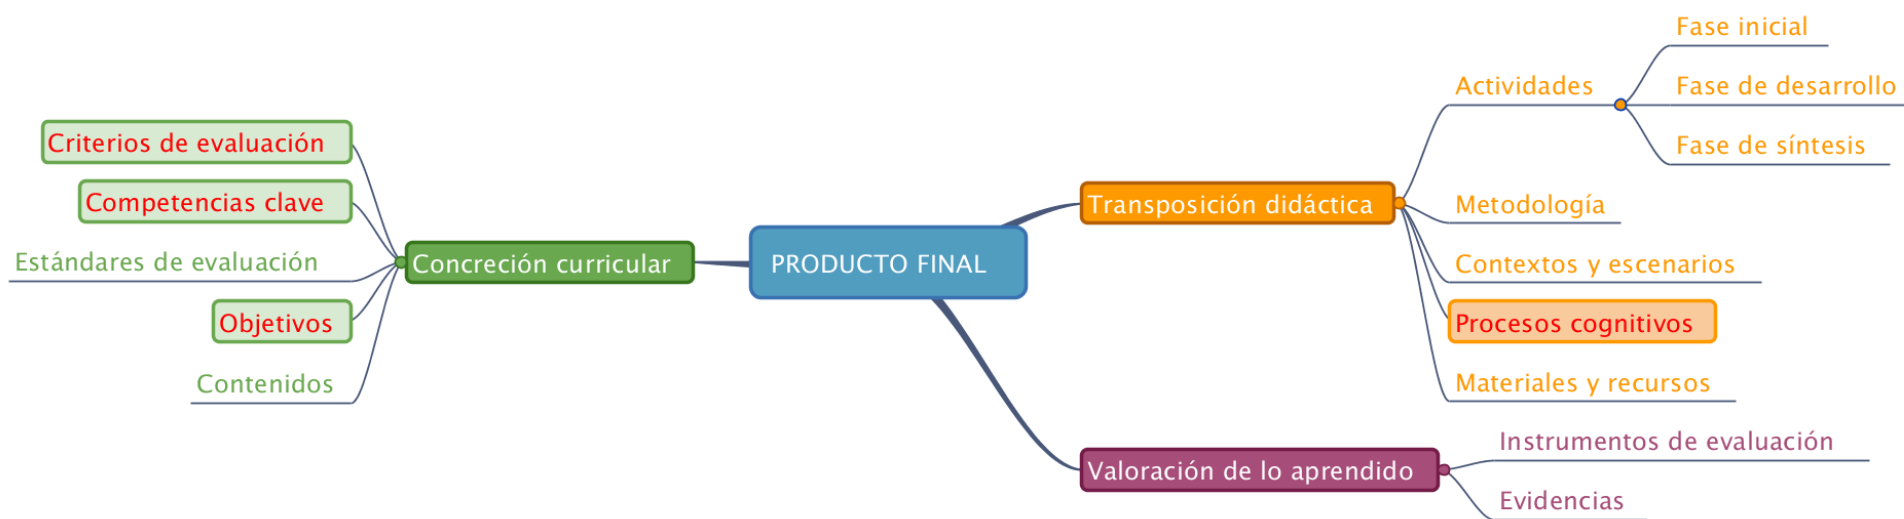 Fase inicial
Actividades
Fase de desarrollo
Fase de síntesis
Criterios de evaluación
Competencias clave
Estándares de evaluación
Objetivos
Contenidos
Concreción curricular
PRODUCTO FINAL
Transposición didáctica
Metodología
Contextos y escenarios
Procesos cognitivos
Materiales y recursos
Valoración de lo aprendido
Instrumentos de evaluación
Evidencias